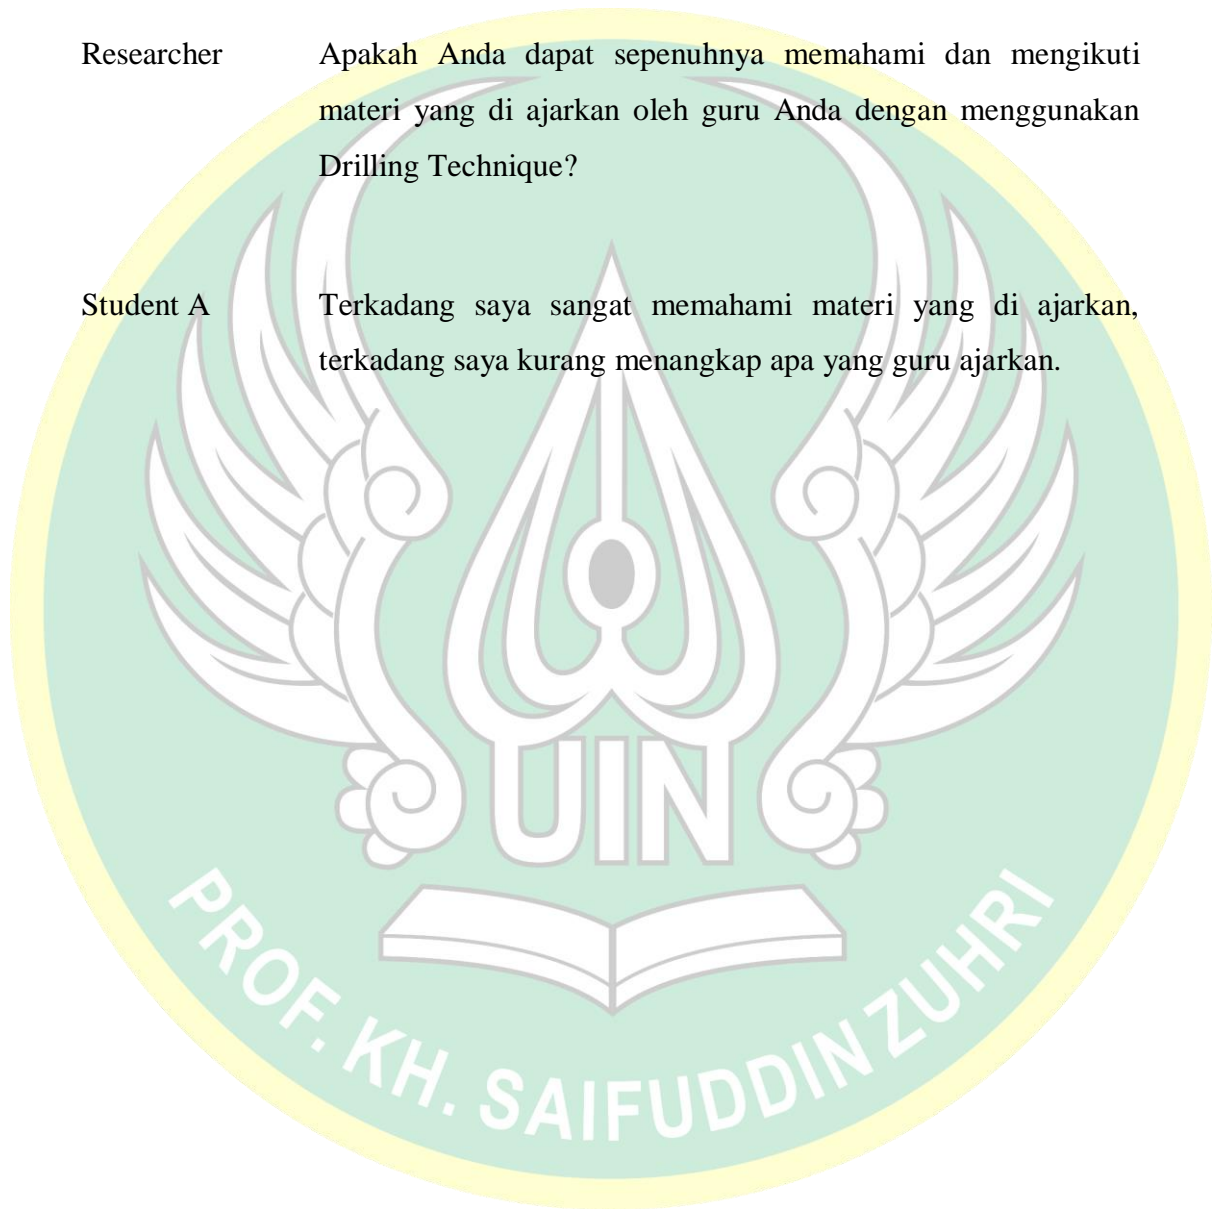 Researcher Apakah Anda dapat sepenuhnya memahami dan mengikuti
materi yang di ajarkan oleh guru Anda dengan menggunakan
Drilling Technique?
Student A Terkadang saya sangat memahami materi yang di ajarkan,
terkadang saya kurang menangkap apa yang guru ajarkan.
UIN
PROF. KH. SAIFUDDIN ZUHRI